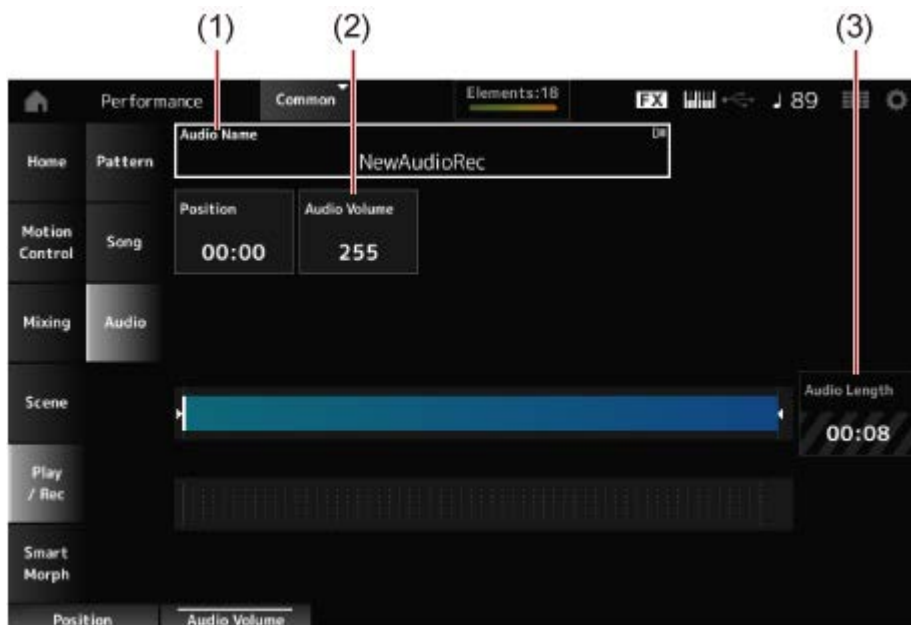 (1) (2) (3)
Performance Common Elements:18 FX 89
Audio Name
NewAudioRec
Home Pattern
Position Audio Volume
00:00 255
Motion
Control
Song
Mixing Audio
Scene
Audio Length
00:08
Play
/ Rec
Smart
Morph
Position Audio Volume